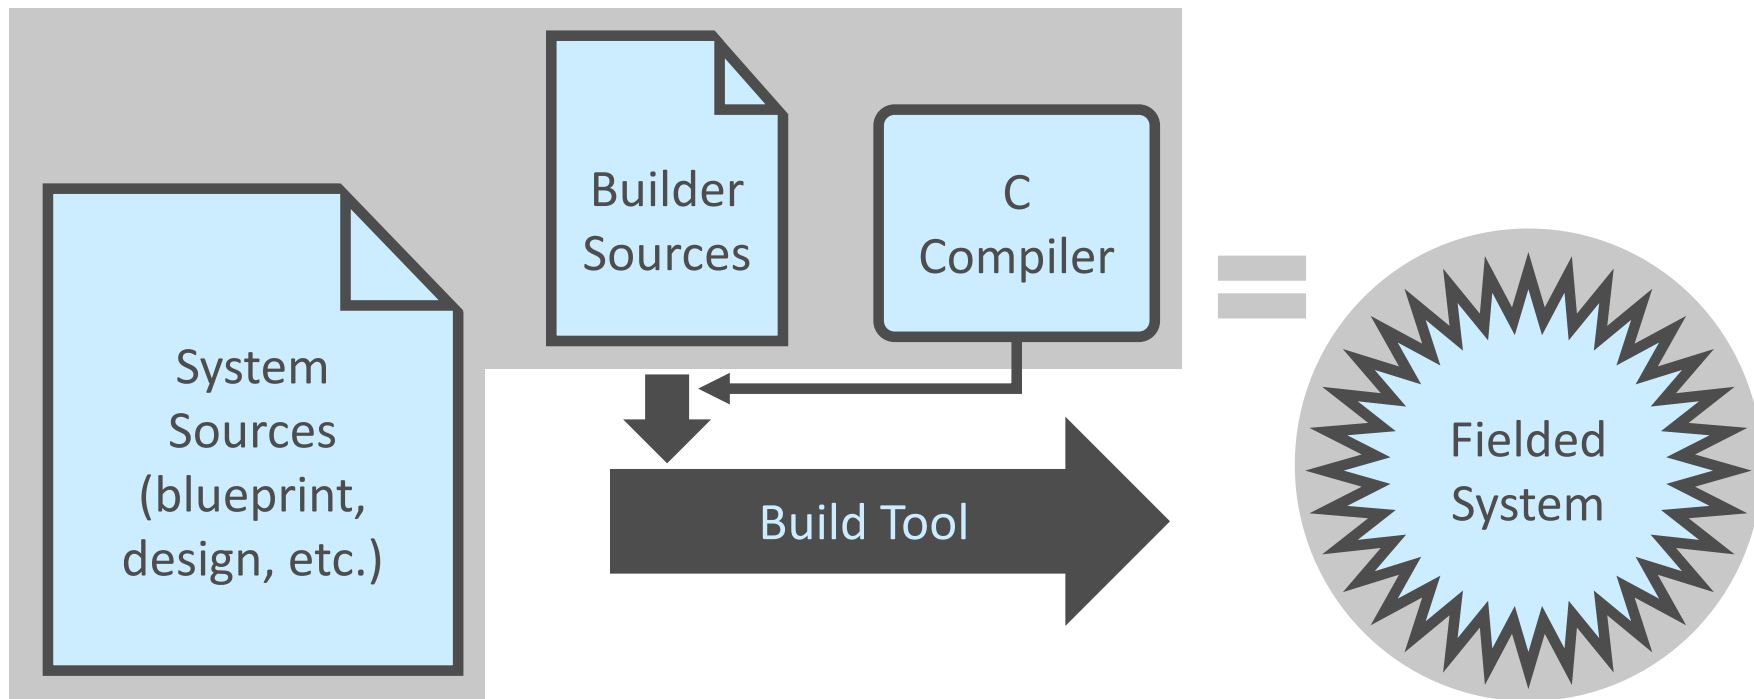 Builder
Sources
C
Compiler
System
Sources
(blueprint,
design, etc.)
Build Tool
Fielded
System